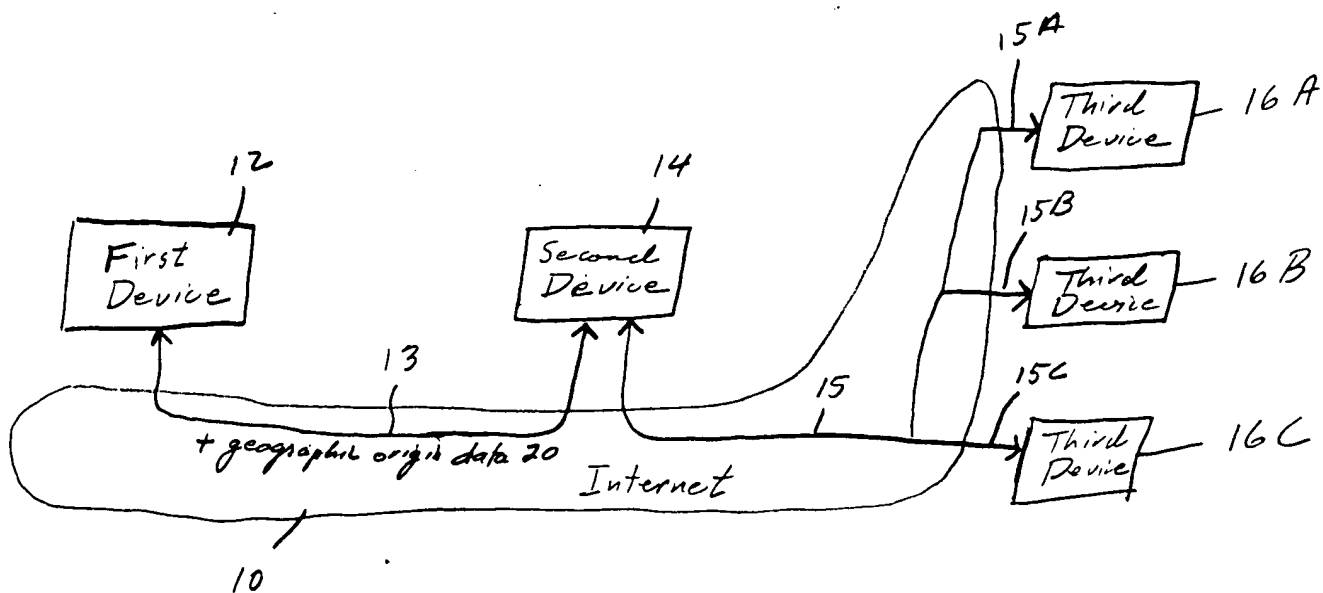 15A
Third
Device
16A
12
14
First
Device
Second
Device
15B
Third
Device
16B
13
15
15C
+ geographic origin data 20
Third
Device
16C
Internet
10